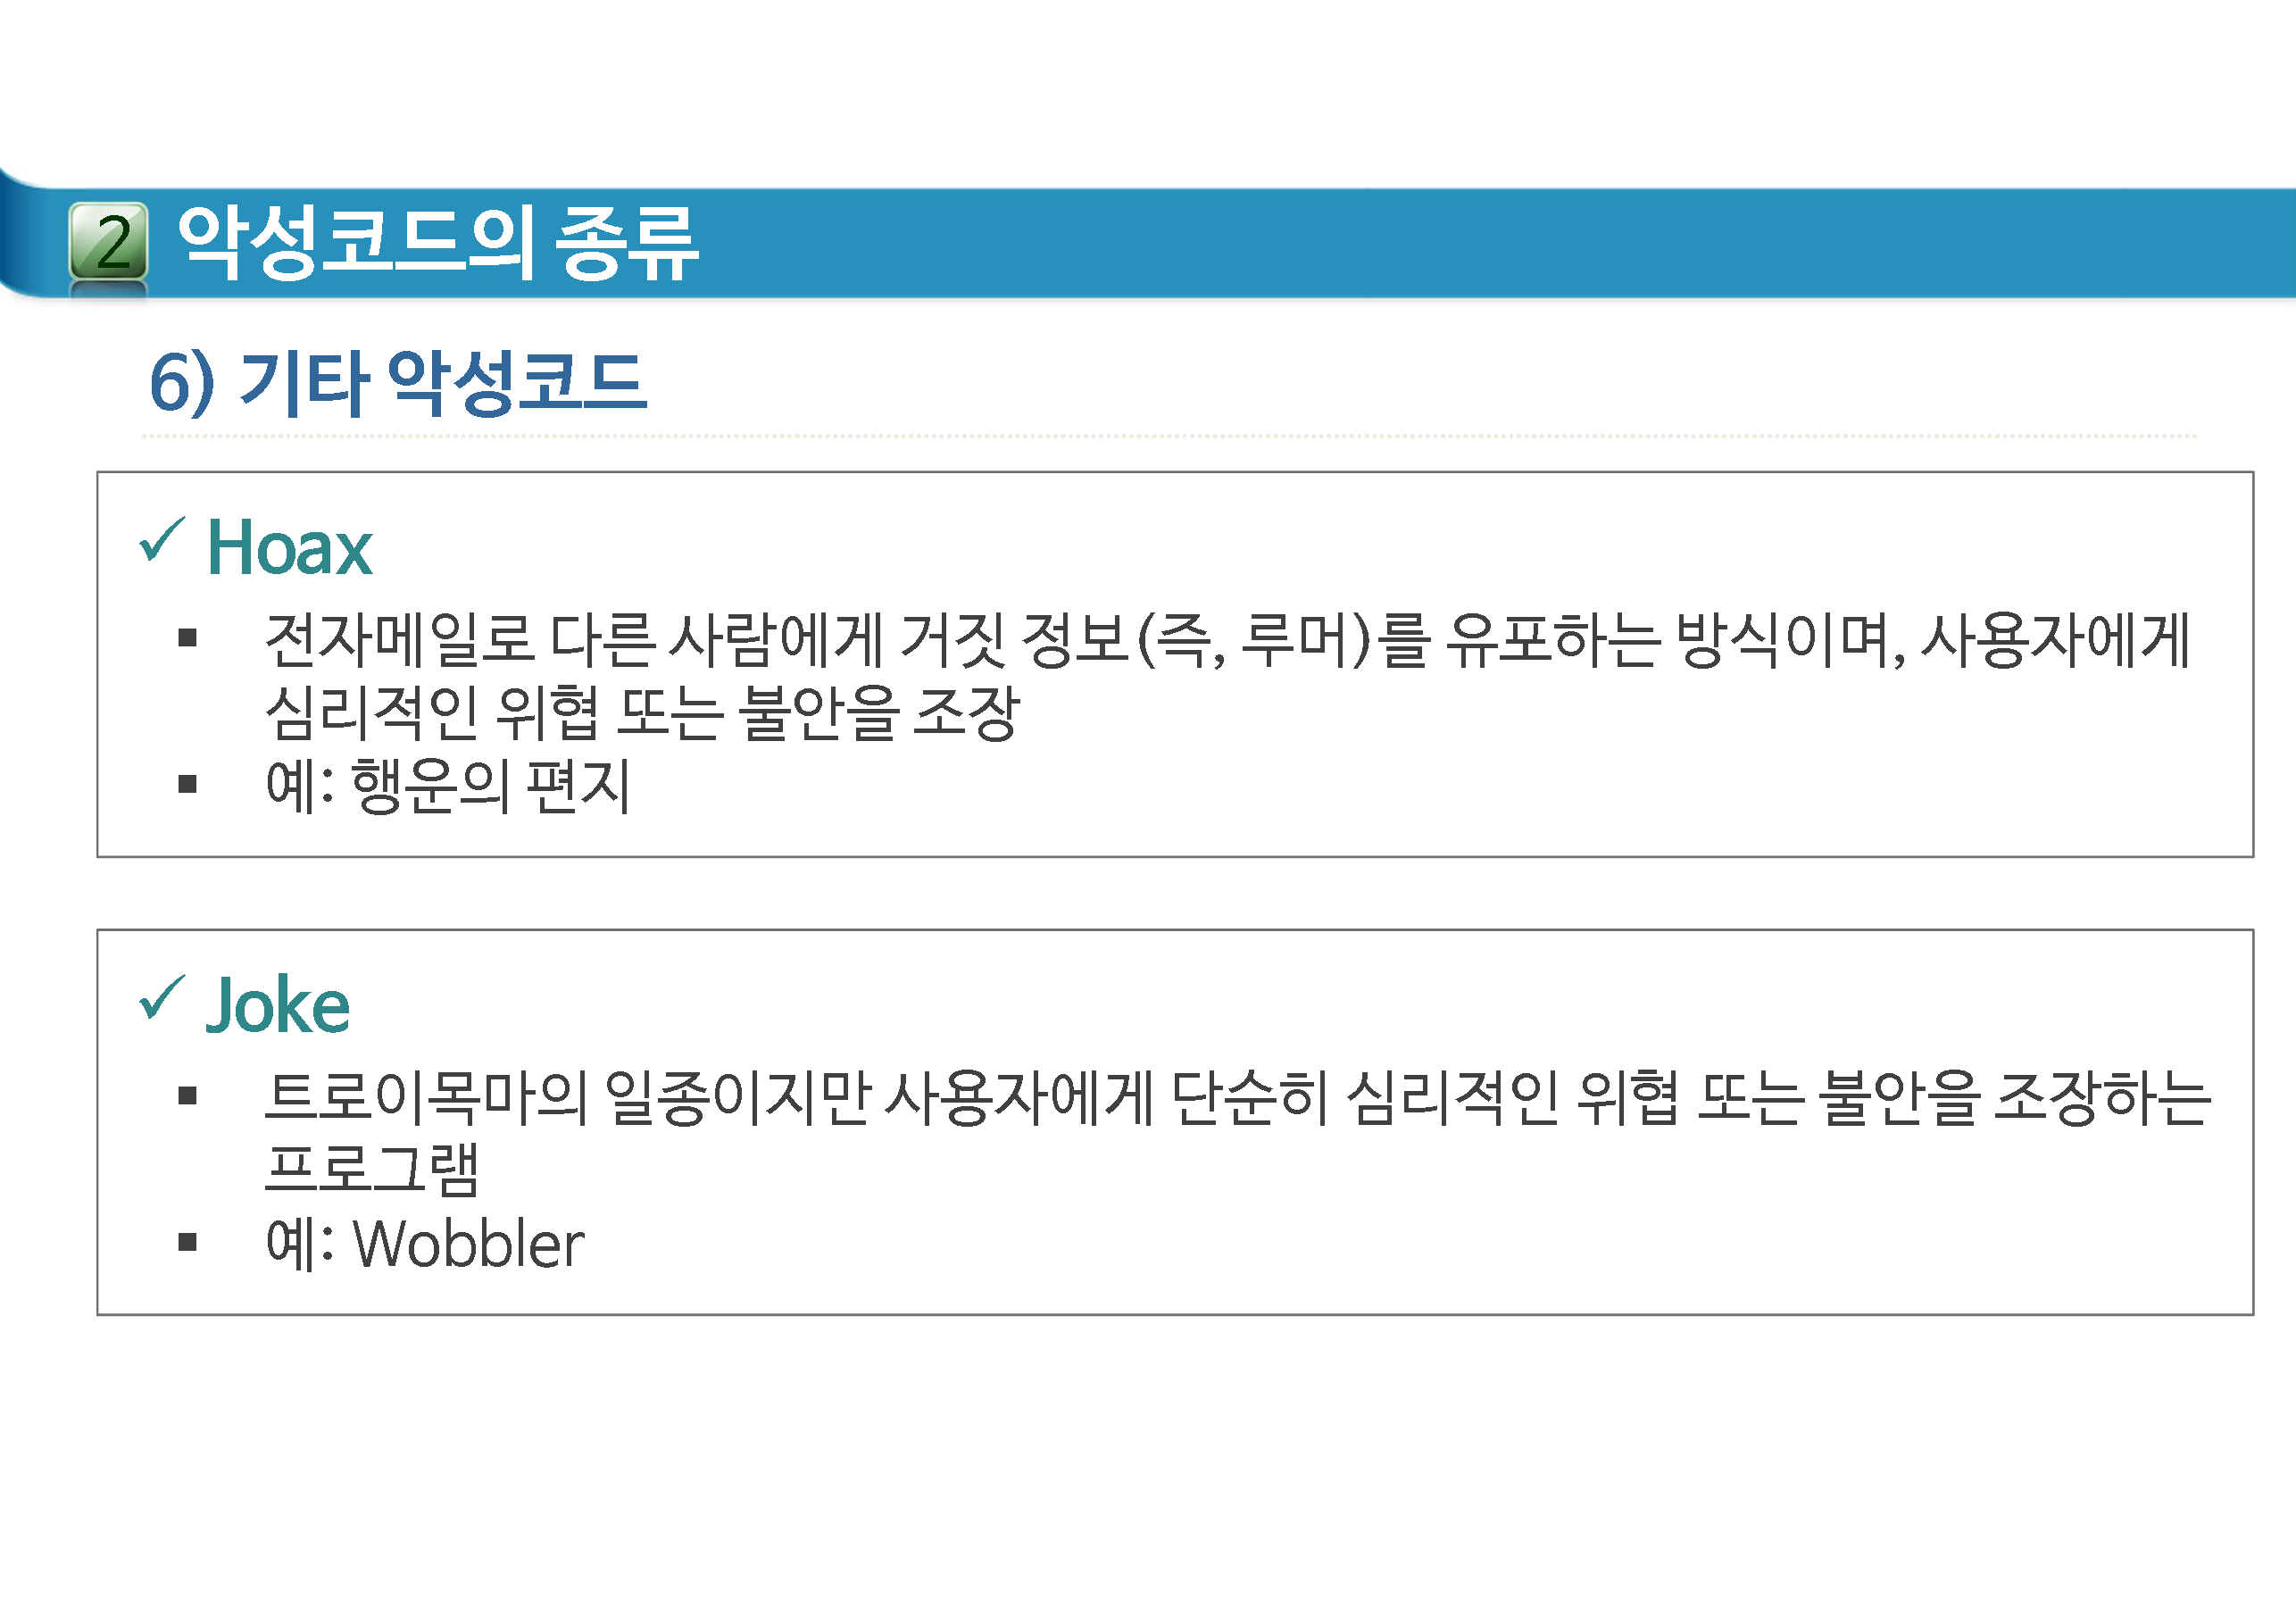 2 악성코드의 종류
6) 기타 악성코드
✓ Hoax
▪ 전자메일로 다른 사람에게 거짓 정보(즉, 루머)를 유포하는 방식이며, 사용자에게
심리적인 위협 또는 불안을 조장
▪ 예: 행운의 편지
✓ Joke
▪ 트로이목마의 일종이지만 사용자에게 단순히 심리적인 위협 또는 불안을 조장하는
프로그램
▪ 예: Wobbler